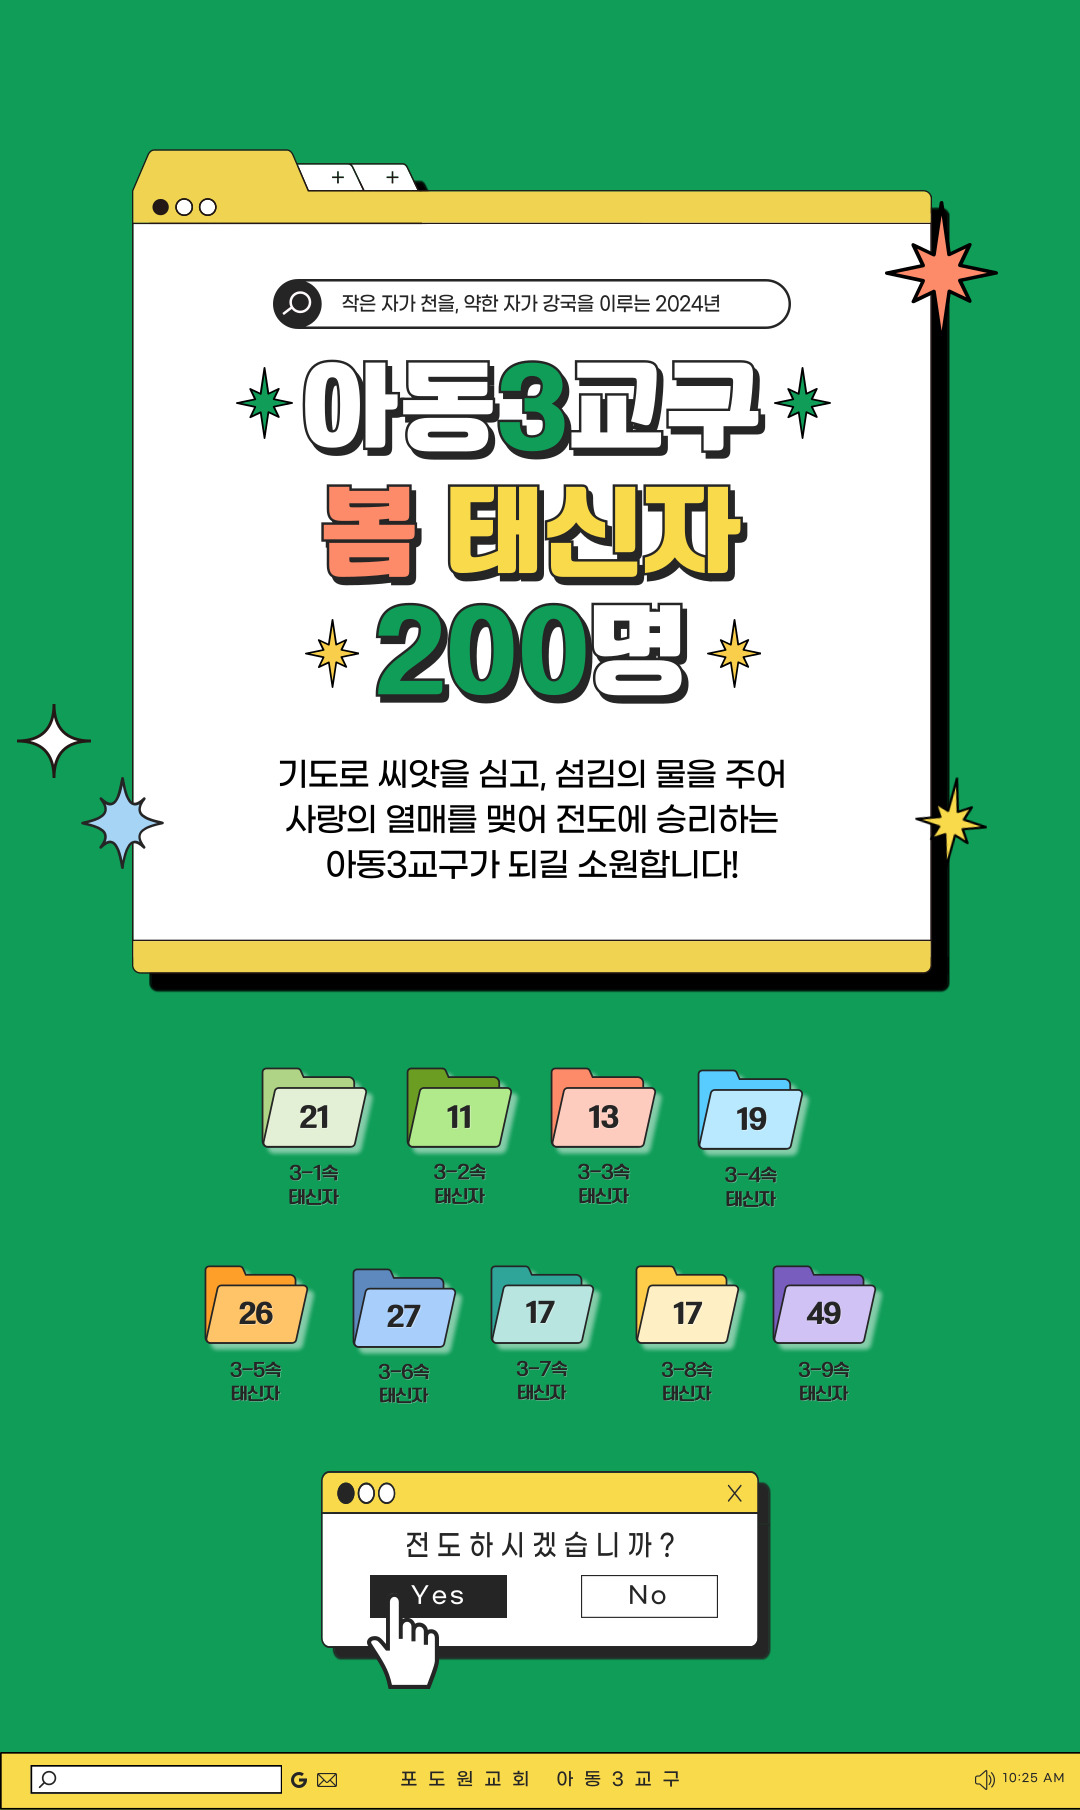 작은 자가 천을, 약한 자가 강국을 이루는 2024년
아동3교구
봄 태신자
200명
기도로 씨앗을 심고, 섬김의 물을 주어
사랑의 열매를 맺어 전도에 승리하는
아동3교구가 되길 소원합니다!
21
3-1속
태신자
11
3-2속
태신자
13
3-3속
태신자
19
3-4속
태신자
26
3-5속
태신자
27
3-6속
태신자
17
3-7속
태신자
17
3-8속
태신자
49
3-9속
태신자
X
전도하시겠습니까?
Yes
No
G
포도원교회 아동3교구
10:25 AM